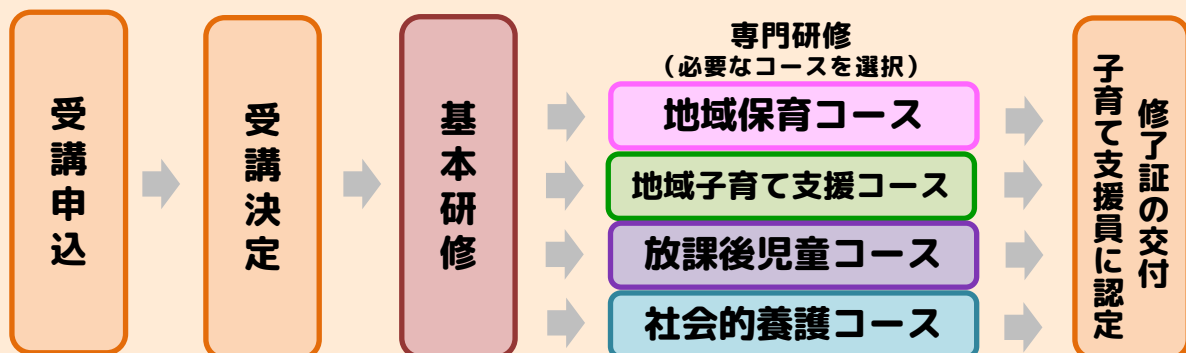 受講申込
受講決定
基本研修
専門研修
（必要なコースを選択）
地域保育コース
地域子育て支援コース
放課後児童コース
社会的養護コース
修了証の交付
子育て支援員に認定